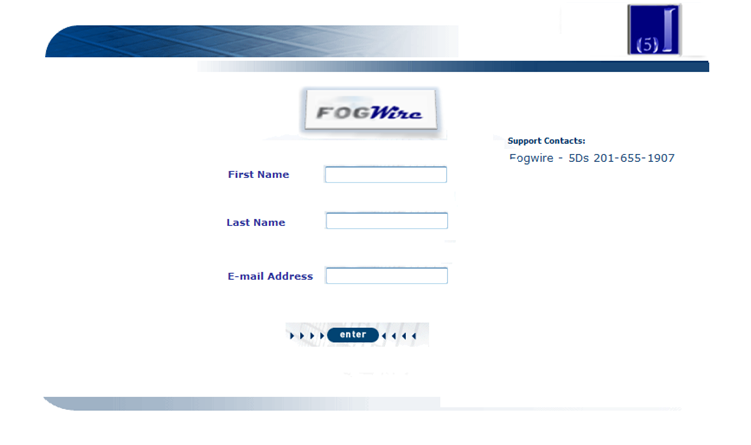 (5)
FOGWire
Support Contacts:
Fogwire - 5Ds 201-655-1907
First Name
Last Name
E-mail Address
enter